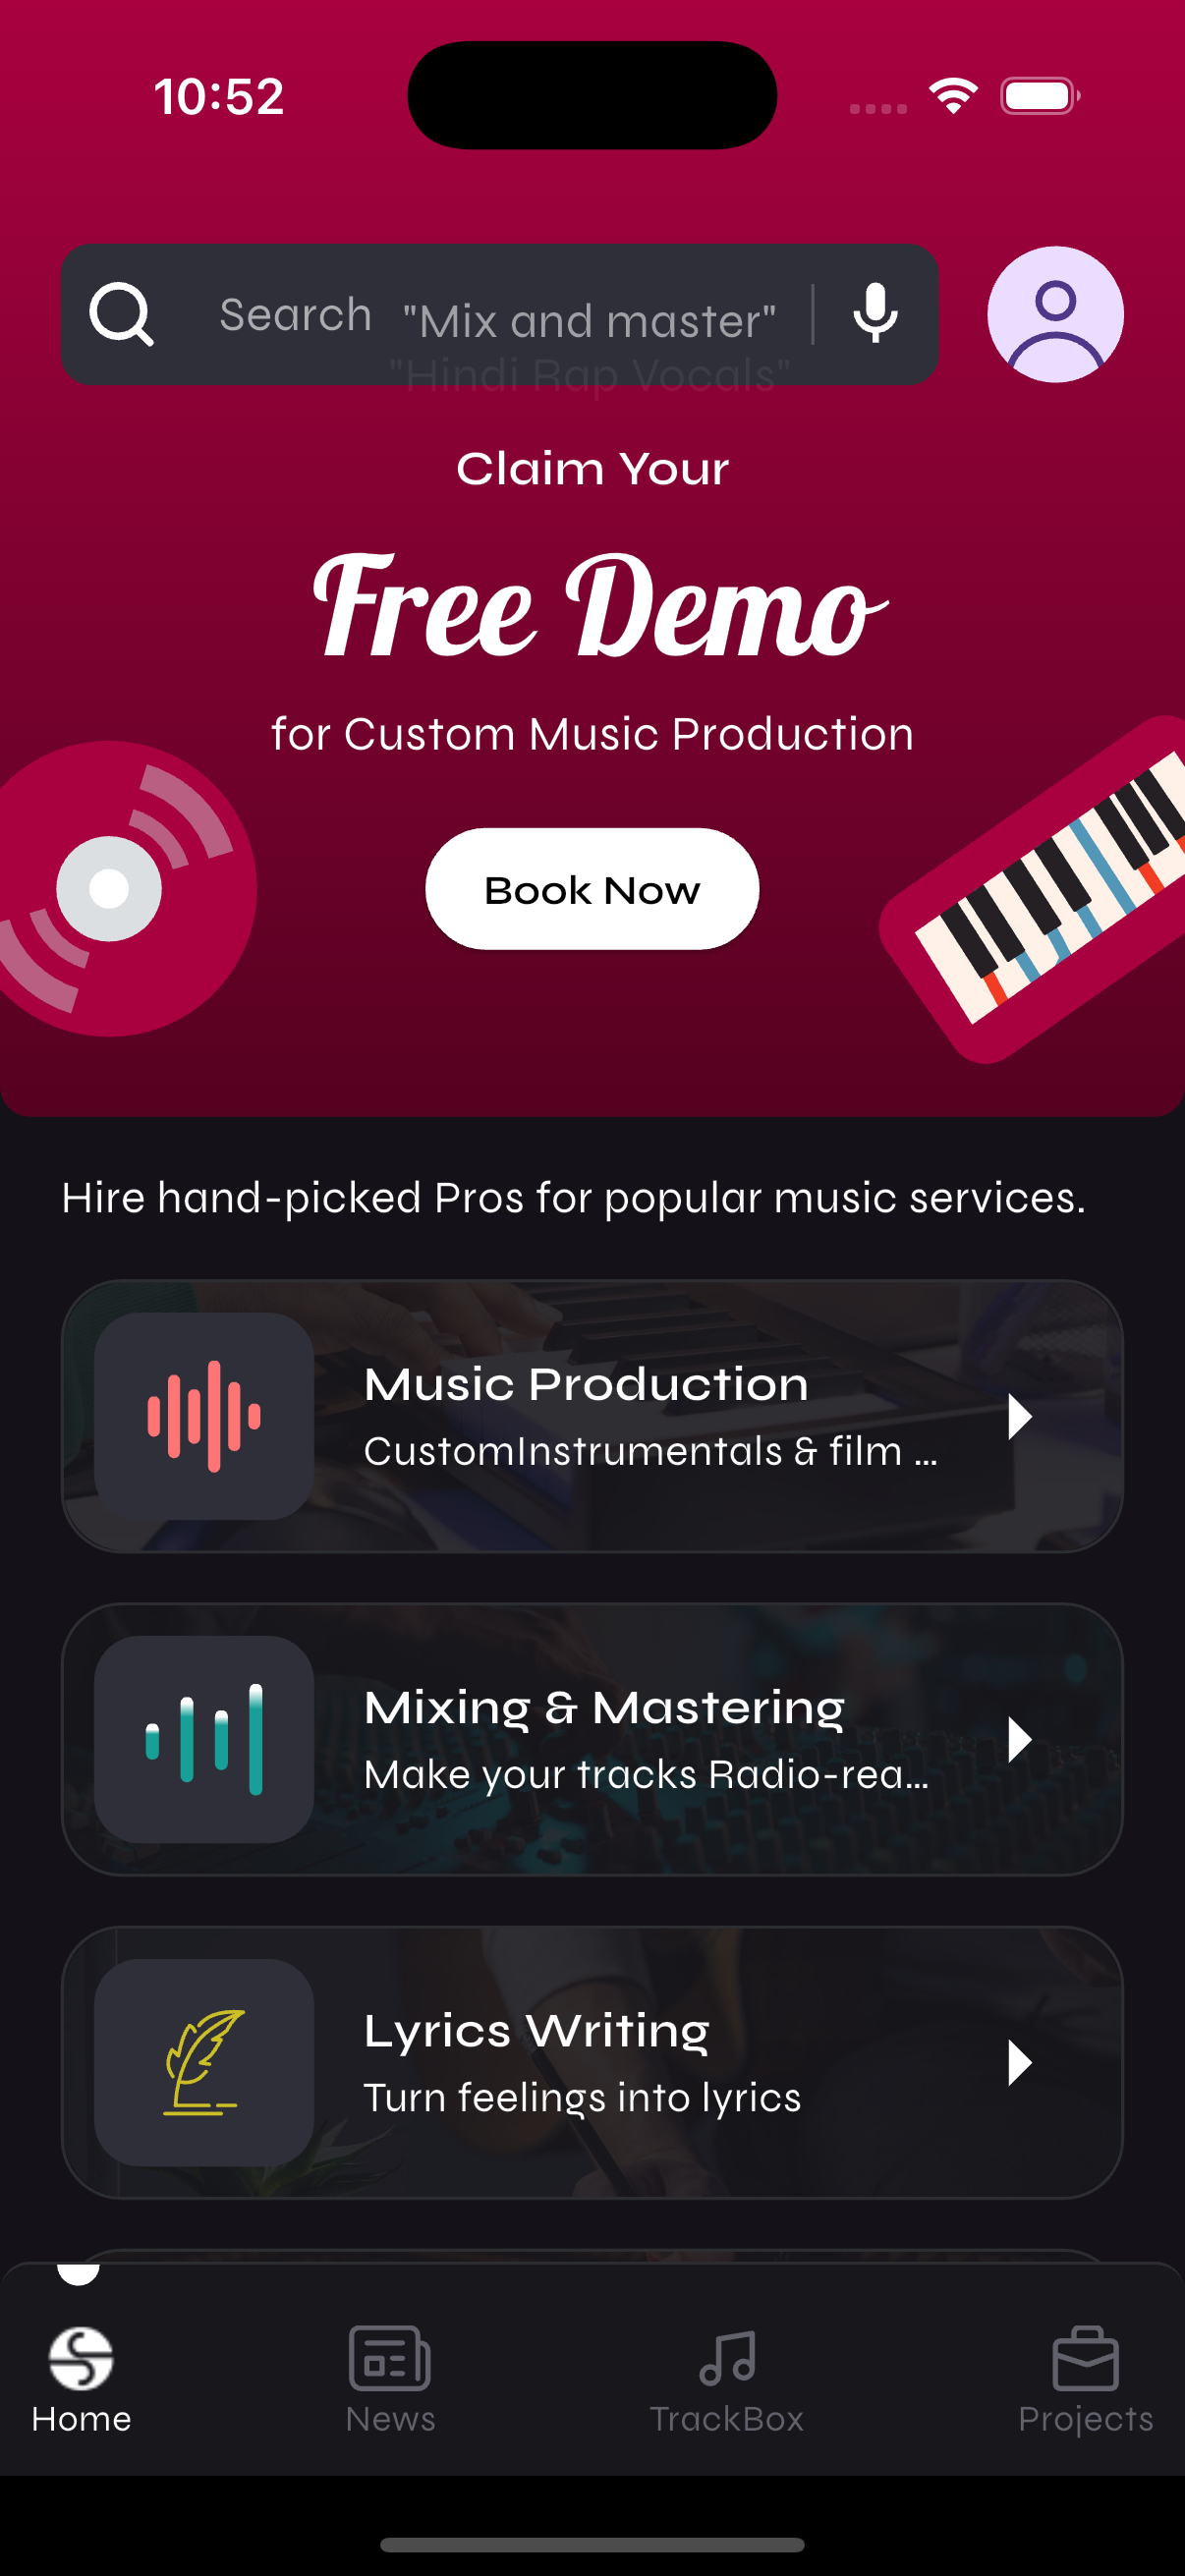 10:52
Search "Mix and master"
"Hindi Rap Vocals"
Claim Your
Free Demo
for Custom Music Production
Book Now
Hire hand-picked Pros for popular music services.
Music Production
CustomInstrumentals & film ...
Mixing & Mastering
Make your tracks Radio-rea...
Lyrics Writing
Turn feelings into lyrics
Home News TrackBox Projects